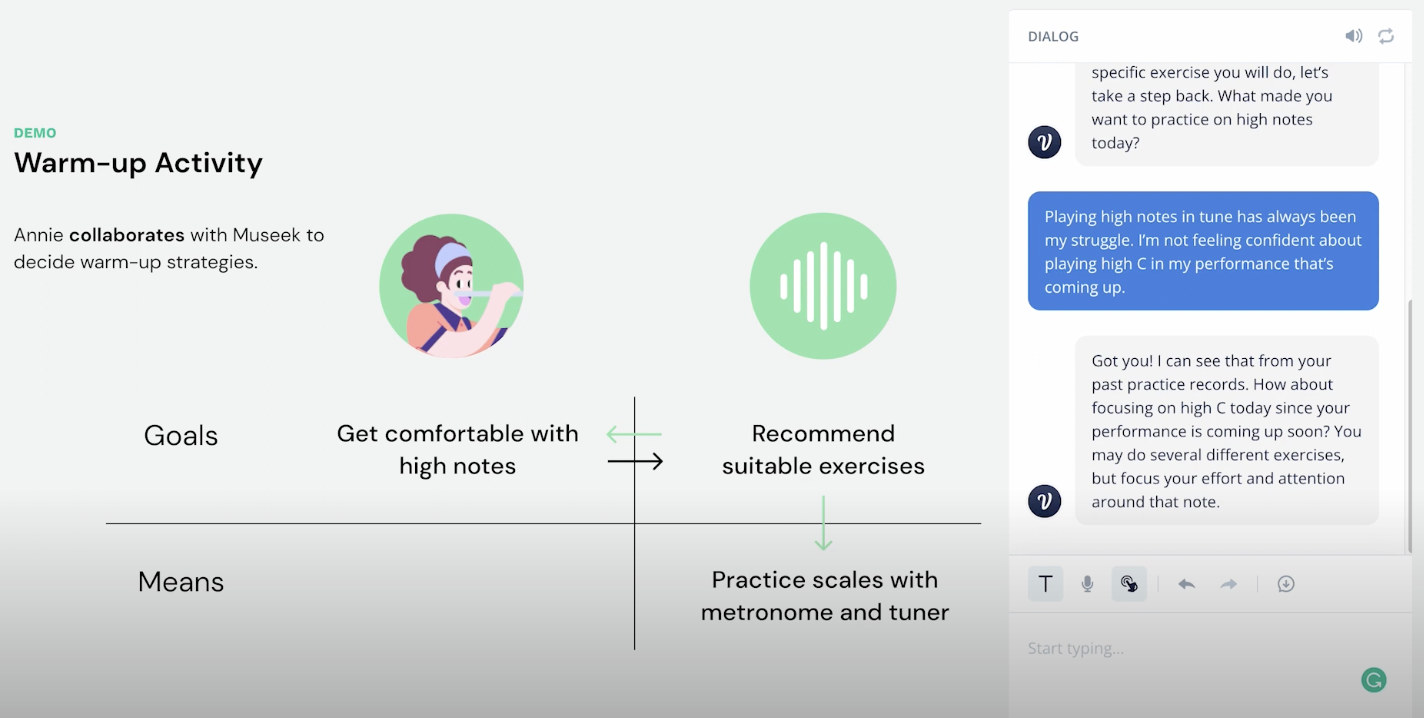 DEMO
Warm-up Activity
Annie collaborates with Museek to
decide warm-up strategies.
Goals
Get comfortable with
high notes
Recommend
suitable exercises
Means
Practice scales with
metronome and tuner
DIALOG
specific exercise you will do, let's
take a step back. What made you
want to practice on high notes
today?
Playing high notes in tune has always been
my struggle. I'm not feeling confident about
playing high C in my performance that's
coming up.
Got you! I can see that from your
past practice records. How about
focusing on high C today since your
performance is coming up soon? You
may do several different exercises,
but focus your effort and attention
around that note.
T
Start typing...